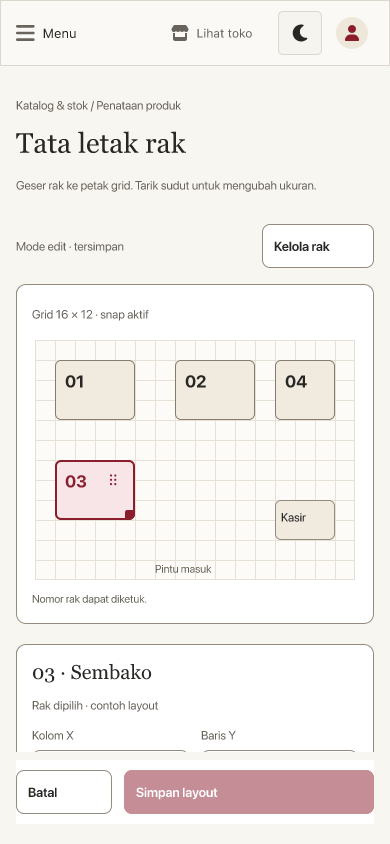 Menu
Lihat toko
Katalog & stok / Penataan produk
Tata letak rak
Geser rak ke petak grid. Tarik sudut untuk mengubah ukuran.
Mode edit · tersimpan
Kelola rak
Grid 16 × 12 · snap aktif
01
02
04
03
Kasir
Pintu masuk
Nomor rak dapat diketuk.
03 · Sembako
Rak dipilih · contoh layout
Kolom X
Baris Y
Batal
Simpan layout